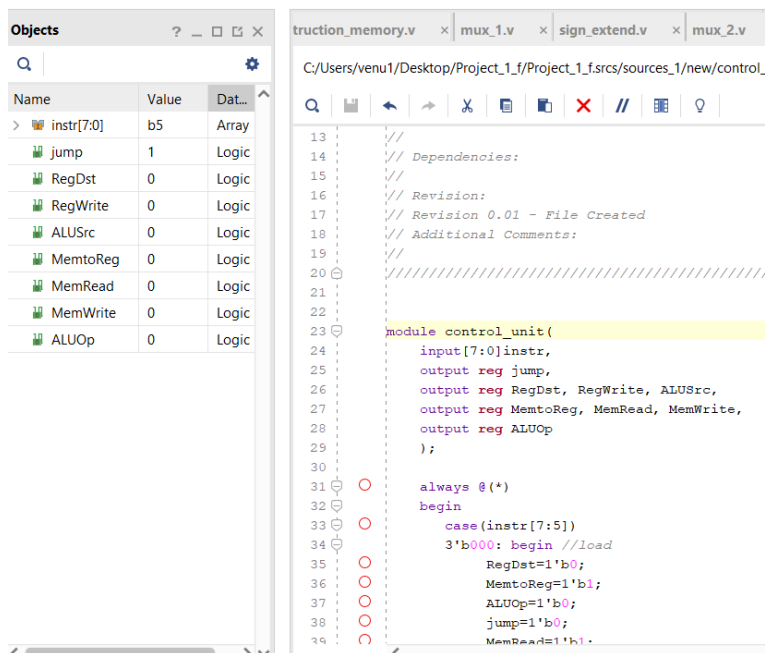 Objects
Name Value Dat...
instr[7:0] b5 Array
jump 1 Logic
RegDst 0 Logic
RegWrite 0 Logic
ALUSrc 0 Logic
MemtoReg 0 Logic
MemRead 0 Logic
MemWrite 0 Logic
ALUOp 0 Logic
truction_memory.v × mux_1.v × sign_extend.v × mux_2.v
C:/Users/venu1/Desktop/Project_1_f/Project_1_f.srcs/sources_1/new/control_
13 //
14 // Dependencies:
15 //
16 // Revision:
17 // Revision 0.01 - File Created
18 // Additional Comments:
19 //
20 //////////////////////////////////////////////
21
22
23 module control_unit(
24 input[7:0]instr,
25 output reg jump,
26 output reg RegDst, RegWrite, ALUSrc,
27 output reg MemtoReg, MemRead, MemWrite,
28 output reg ALUOp
29 );
30
31 always @(*)
32 begin
33 case(instr[7:5])
34 3'b000: begin //load
35 RegDst=1'b0;
36 MemtoReg=1'b1;
37 ALUOp=1'b0;
38 jump=1'b0;
39 MemRead=1'b1;